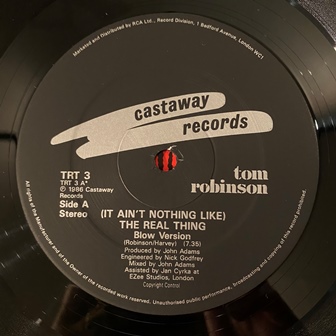 Marketed and Distributed by RCA Ltd., Record Division, 1 Bedford Avenue, London WC1
castaway
records
TRT 3
TRT 3 A*
℗ 1986 Castaway
Records
Side A
Stereo
tom
robinson
(IT AIN'T NOTHING LIKE)
THE REAL THING
Blow Version
(Robinson/Harvey) (7.35)
Produced by John Adams
Engineered by Nick Godfrey
Mixed by John Adams
Assisted by Jan Cyrka at
EZee Studios, London
Copyright Control
All rights of the manufacturer and of the owner of the recorded work reserved. Unauthorised public performance, broadcasting and copying of this record prohibited.